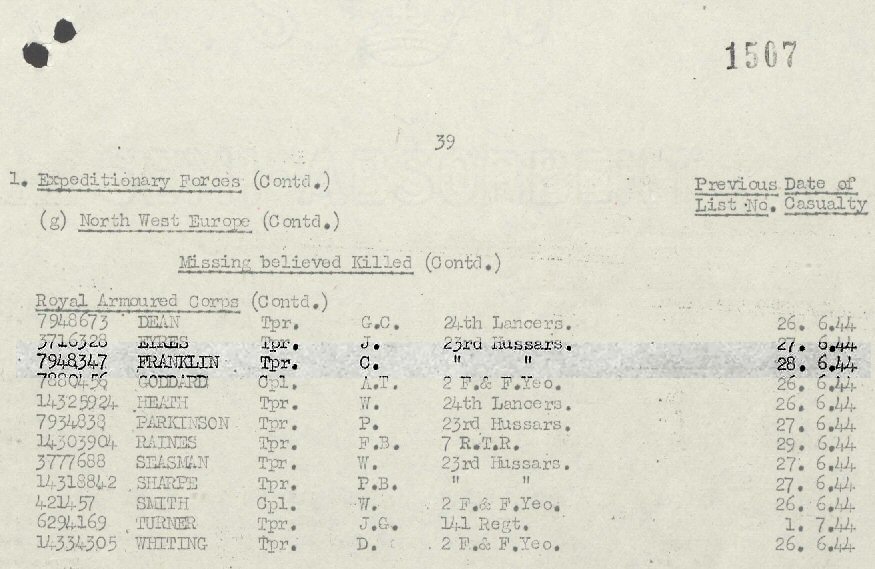 1507
39
1. Expeditionary Forces (Contd.)
Previous Date of
List No. Casualty
(g) North West Europe (Contd.)
Missing believed Killed (Contd.)
Royal Armoured Corps (Contd.)
7948673 DEAN Tpr. G.C. 24th Lancers. 26. 6.44
3716328 EYRES Tpr. J. 23rd Hussars. 27. 6.44
7948347 FRANKLIN Tpr. C. " " 28. 6.44
7880456 GODDARD Cpl. A.T. 2 F.& F.Yeo. 26. 6.44
14325924 HEATH Tpr. W. 24th Lancers. 26. 6.44
7934838 PARKINSON Tpr. P. 23rd Hussars. 27. 6.44
14303904 RAINES Tpr. F.B. 7 R.T.R. 29. 6.44
3777688 SEASMAN Tpr. W. 23rd Hussars. 27. 6.44
14318842 SHARPE Tpr. P.B. " " 27. 6.44
421457 SMITH Cpl. W. 2 F.& F.Yeo. 26. 6.44
6294169 TURNER Tpr. J.G. 141 Regt. 1. 7.44
14334305 WHITING Tpr. D. 2 F.& F.Yeo. 26. 6.44